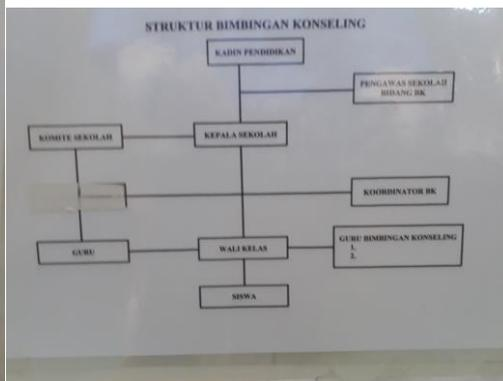 STRUKTUR BIMBINGAN KONSELING
KADIN PENDIDIKAN
PENGAWAS SEKOLAH
BIDANG BK
KOMITE SEKOLAH
KEPALA SEKOLAH
KOORDINATOR BK
GURU
WALI KELAS
GURU BIMBINGAN KONSELING
1.
2.
SISWA